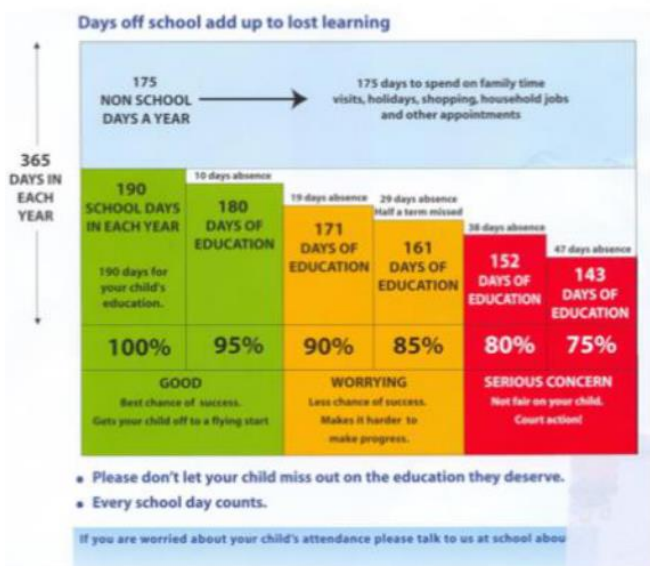 Days off school add up to lost learning
175
NON SCHOOL
DAYS A YEAR
175 days to spend on family time
visits, holidays, shopping, household jobs
and other appointments
365
DAYS IN
EACH
YEAR
190
SCHOOL DAYS
IN EACH YEAR
190 days for
your child's
education.
10 days absence
180
DAYS OF
EDUCATION
19 days absence
171
DAYS OF
EDUCATION
29 days absence
Half a term missed
161
DAYS OF
EDUCATION
38 days absence
152
DAYS OF
EDUCATION
47 days absence
143
DAYS OF
EDUCATION
100%
95%
90%
85%
80%
75%
GOOD
Best chance of success.
Gets your child off to a flying start
WORRYING
Less chance of success.
Makes it harder to
make progress.
SERIOUS CONCERN
Not fair on your child.
Court action!
• Please don't let your child miss out on the education they deserve.
• Every school day counts.
If you are worried about your child's attendance please talk to us at school abou